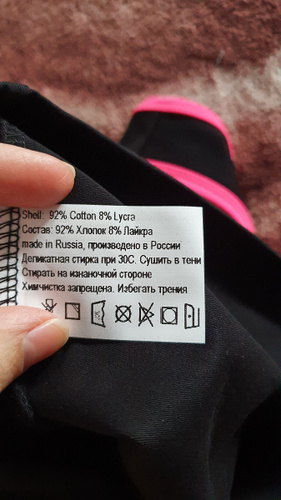 Shell: 92% Cotton 8% Lycra
Состав: 92% Хлопок 8% Лайкра
made in Russia, произведено в России
Деликатная стирка при 30С. Сушить в тени
Стирать на изнаночной стороне
Химчистка запрещена. Избегать трения